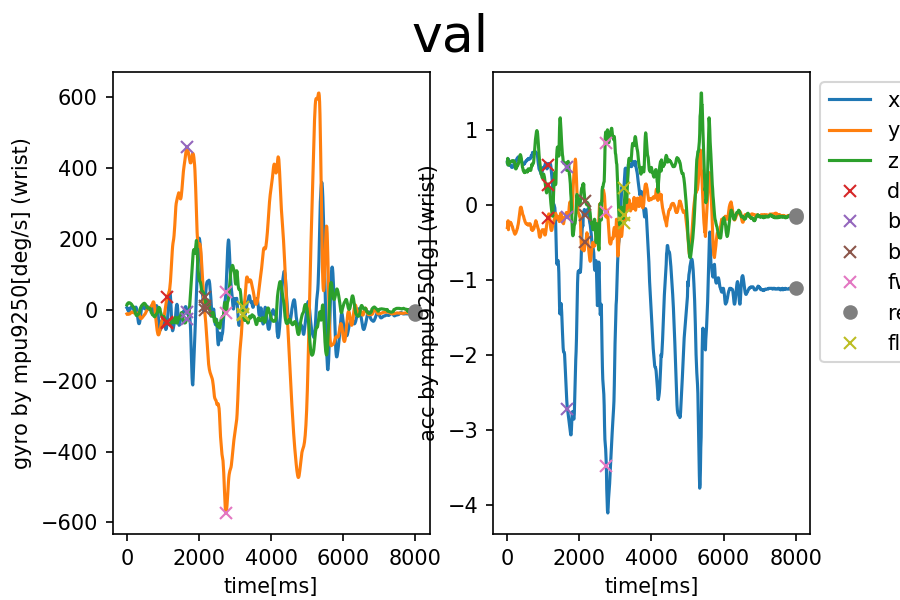 val
gyro by mpu9250[deg/s] (wrist)
600
400
200
0
−200
−400
−600
0 2000 4000 6000 8000
time[ms]
acc by mpu9250[g] (wrist)
1
0
−1
−2
−3
−4
0 2000 4000 6000 8000
time[ms]
x
y
z